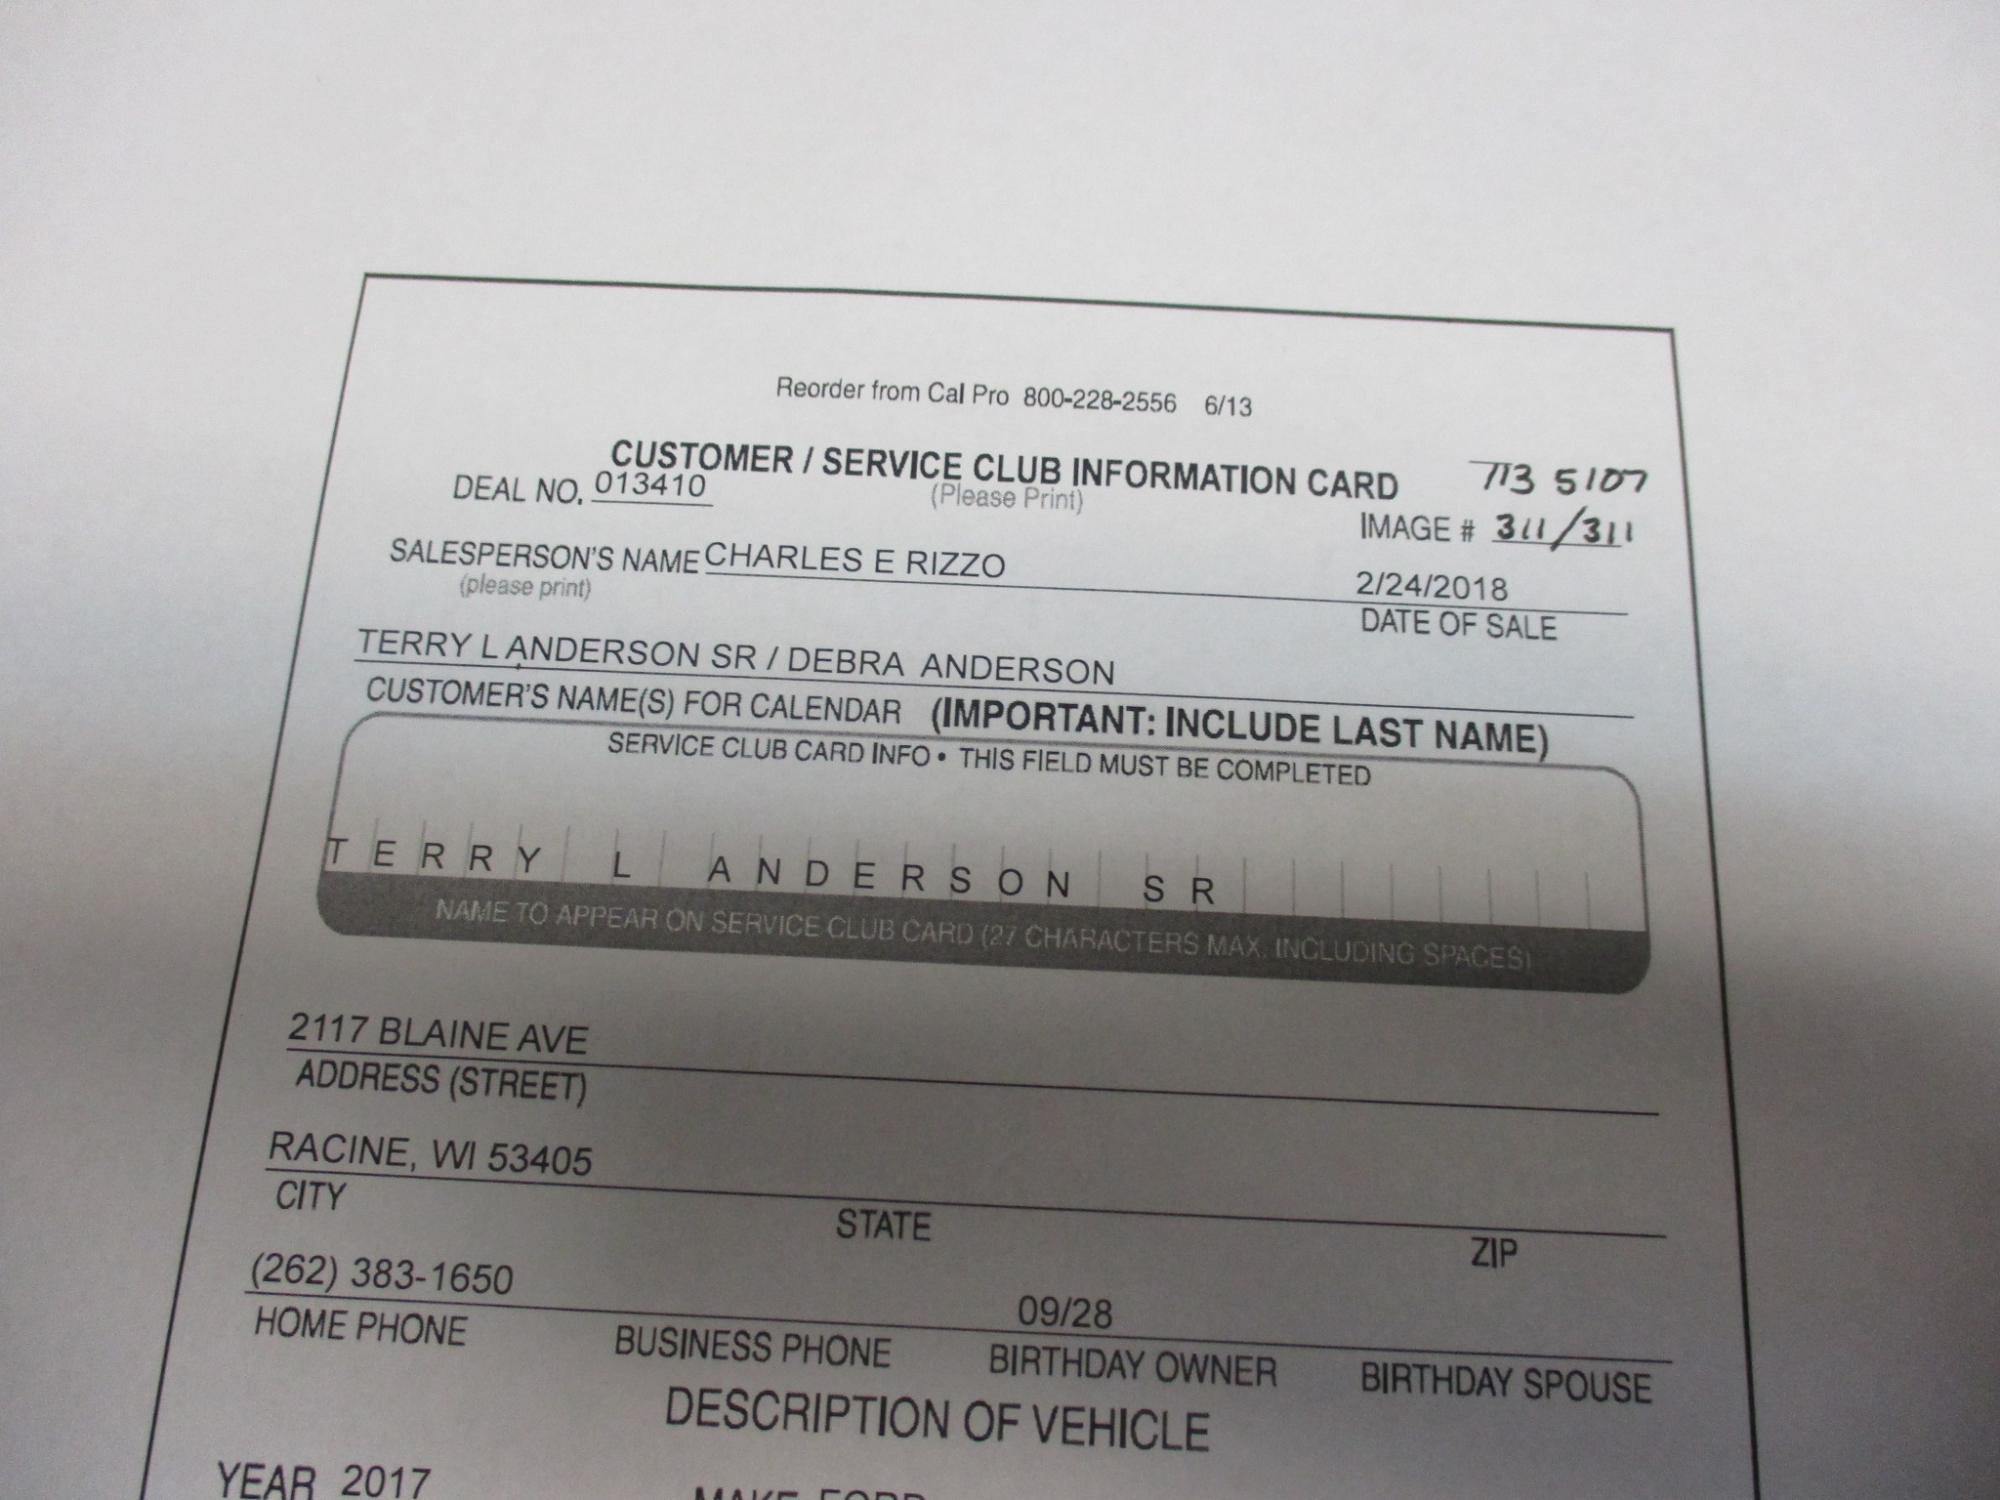 Reorder from Cal Pro 800-228-2556 6/13
CUSTOMER / SERVICE CLUB INFORMATION CARD
713 5107
DEAL NO. 013410
(Please Print)
IMAGE # 311/311
SALESPERSON'S NAME CHARLES E RIZZO
2/24/2018
(please print)
DATE OF SALE
TERRY L ANDERSON SR / DEBRA ANDERSON
CUSTOMER'S NAME(S) FOR CALENDAR (IMPORTANT: INCLUDE LAST NAME)
SERVICE CLUB CARD INFO • THIS FIELD MUST BE COMPLETED
TERRY L ANDERSON SR
NAME TO APPEAR ON SERVICE CLUB CARD (27 CHARACTERS MAX. INCLUDING SPACES)
2117 BLAINE AVE
ADDRESS (STREET)
RACINE, WI 53405
CITY STATE ZIP
(262) 383-1650 09/28
HOME PHONE BUSINESS PHONE BIRTHDAY OWNER BIRTHDAY SPOUSE
DESCRIPTION OF VEHICLE
YEAR 2017 MAKE FORD